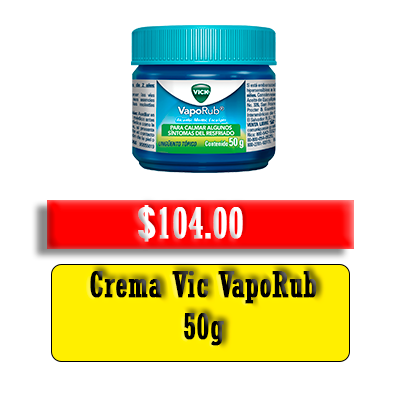 VICK
VapoRub
PARA CALMAR ALGUNOS
SÍNTOMAS DEL RESFRIADO
UNGÜENTO TÓPICO
Contenido 50 g
$104.00
Crema Vic VapoRub
50g